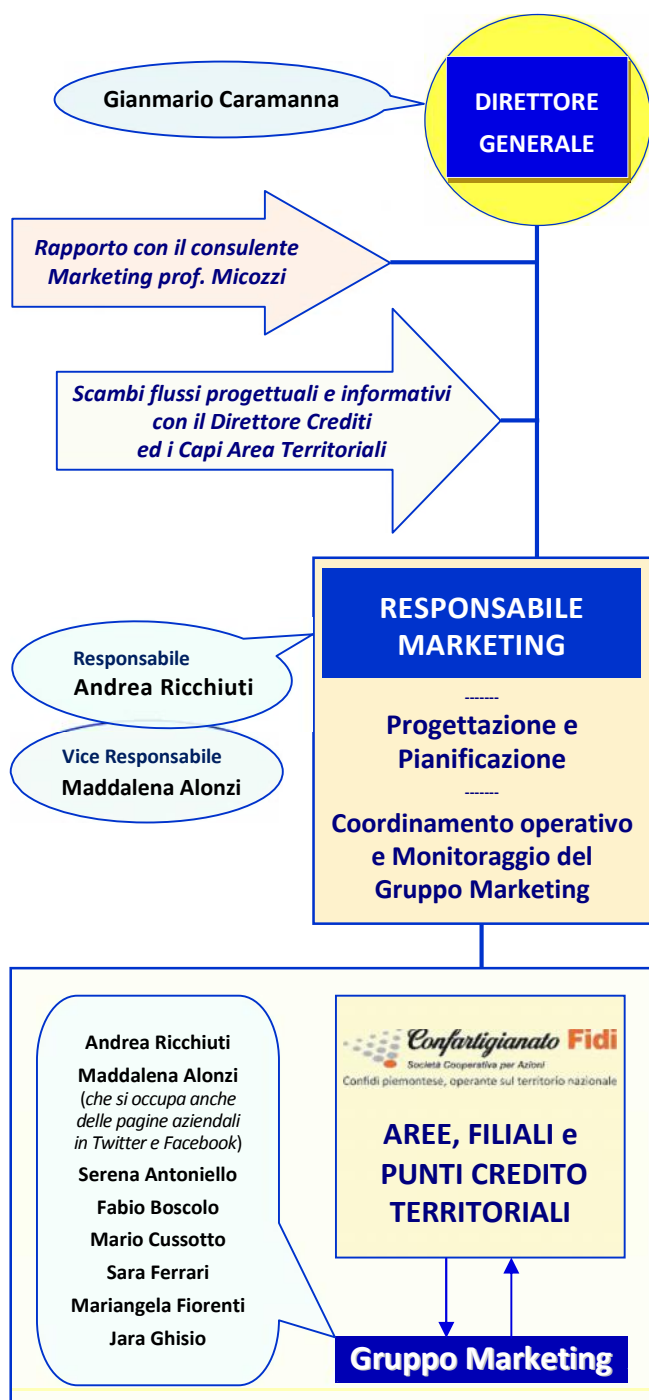 Gianmario Caramanna
DIRETTORE
GENERALE
Rapporto con il consulente
Marketing prof. Micozzi
Scambi flussi progettuali e informativi
con il Direttore Crediti
ed i Capi Area Territoriali
RESPONSABILE
MARKETING
-------
Progettazione e
Pianificazione
-------
Coordinamento operativo
e Monitoraggio del
Gruppo Marketing
Responsabile
Andrea Ricchiuti
Vice Responsabile
Maddalena Alonzi
Andrea Ricchiuti
Maddalena Alonzi
(che si occupa anche
delle pagine aziendali
in Twitter e Facebook)
Serena Antoniello
Fabio Boscolo
Mario Cussotto
Sara Ferrari
Mariangela Fiorenti
Jara Ghisio
Confartigianato Fidi
Società Cooperativa per Azioni
Confidi piemontese, operante sul territorio nazionale
AREE, FILIALI e
PUNTI CREDITO
TERRITORIALI
Gruppo Marketing